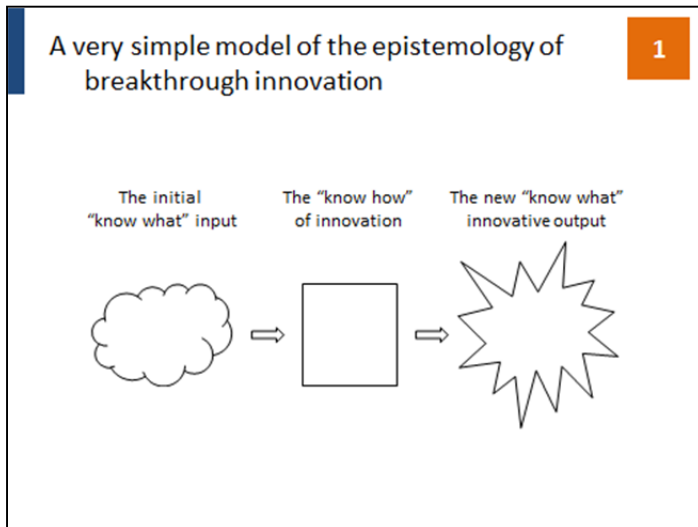 A very simple model of the epistemology of
breakthrough innovation
1
The initial
“know what” input
The “know how”
of innovation
The new “know what”
innovative output